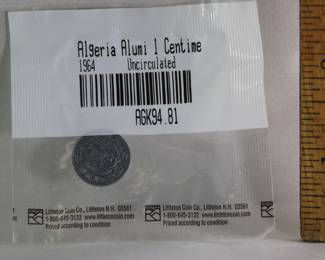 Algeria Alumi 1 Centime
1964 Uncirculated
AGK94.81
Littleton Coin Co., Littleton N.H. 03561
1-800-645-3122 www.littletoncoin.com
Priced according to condition
Littleton Coin Co., Littleton N.H. 03561
1-800-645-3122 www.littletoncoin.com
Priced according to condition